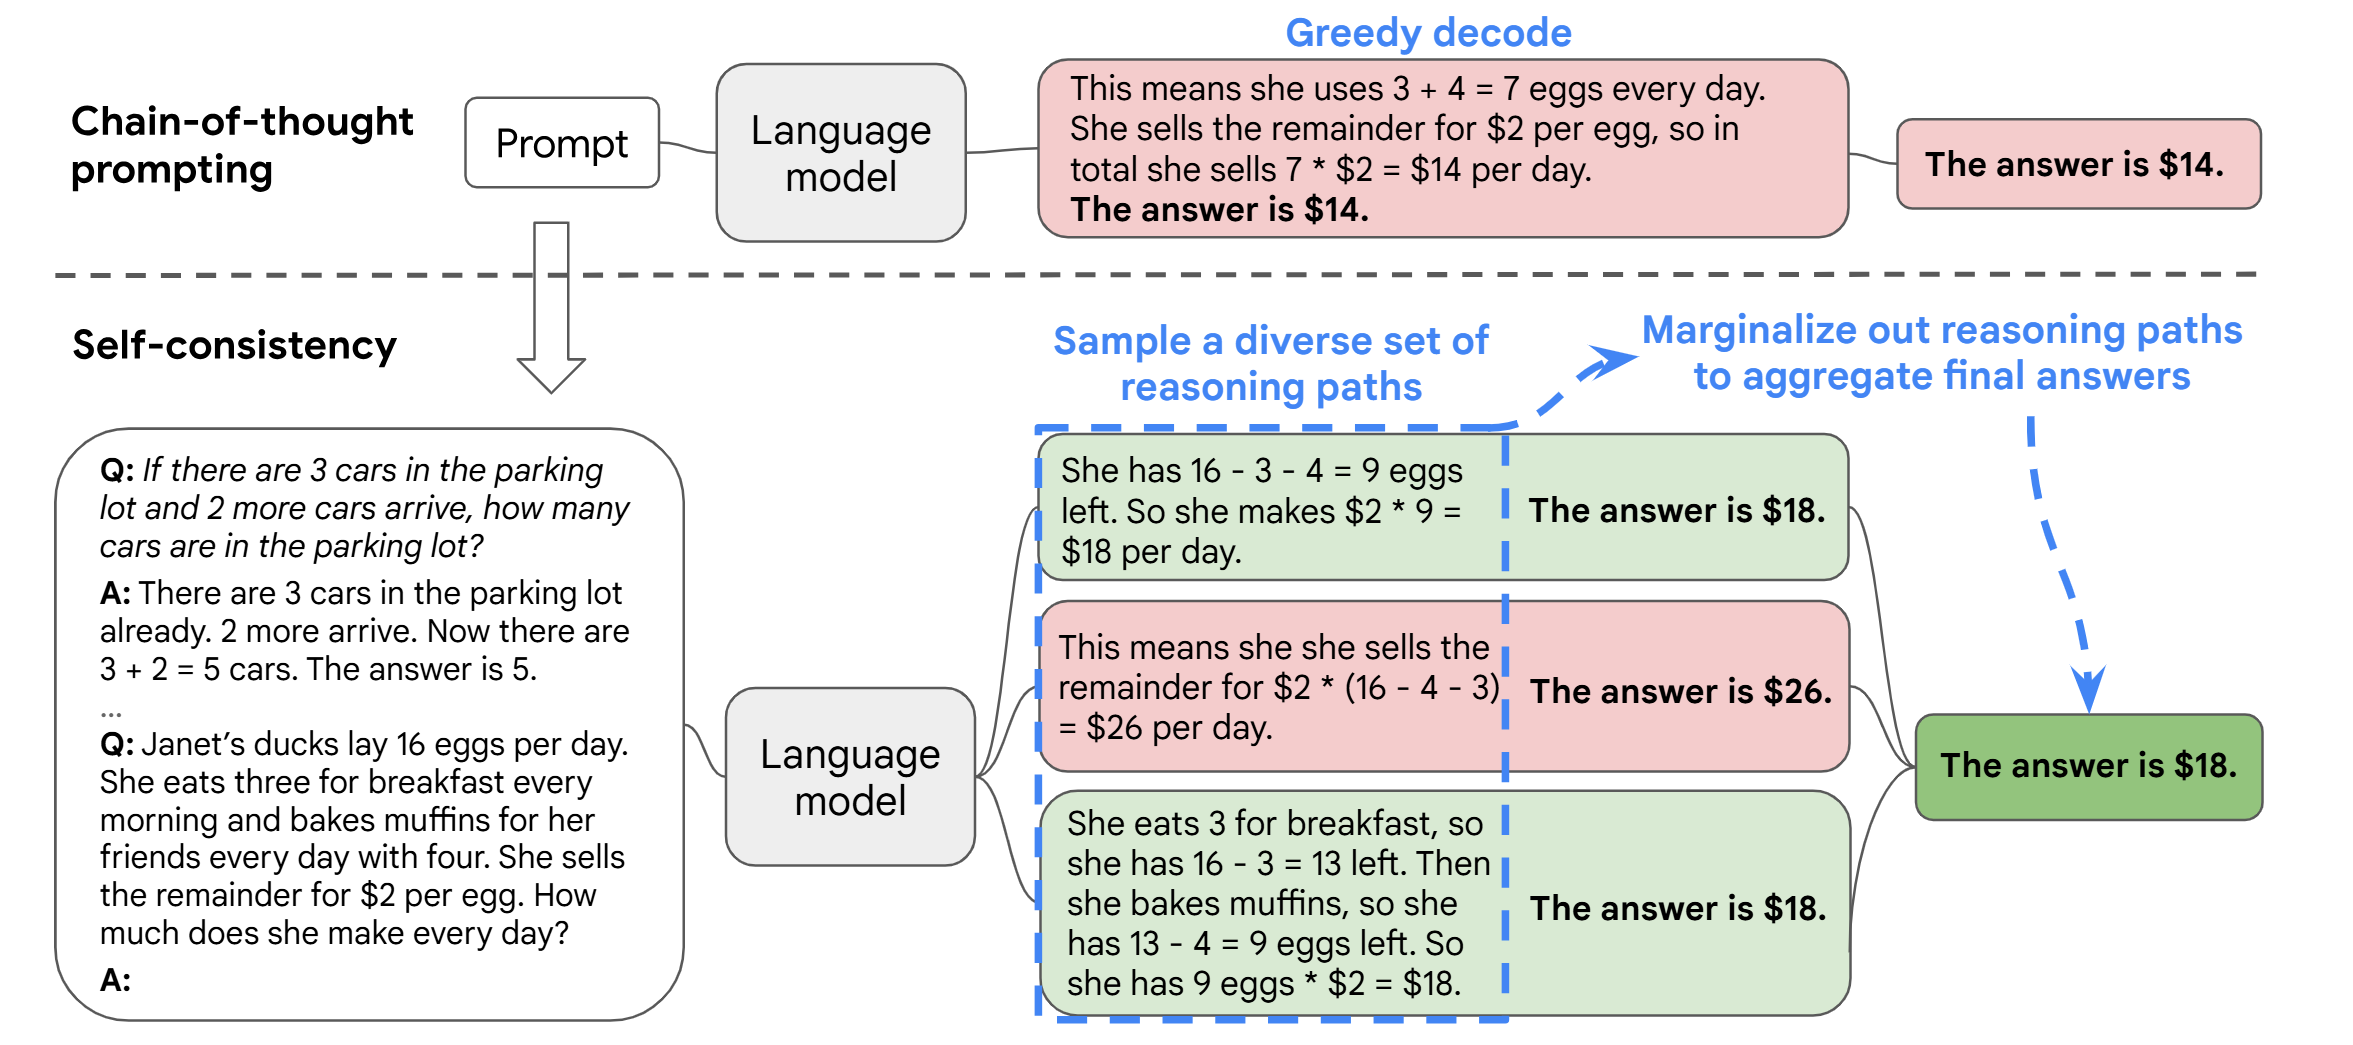 Greedy decode
Chain-of-thought
prompting
Prompt
Language
model
This means she uses 3 + 4 = 7 eggs every day.
She sells the remainder for $2 per egg, so in
total she sells 7 * $2 = $14 per day.
The answer is $14.
The answer is $14.
Self-consistency
Sample a diverse set of
reasoning paths
Marginalize out reasoning paths
to aggregate final answers
Q: If there are 3 cars in the parking
lot and 2 more cars arrive, how many
cars are in the parking lot?
A: There are 3 cars in the parking lot
already. 2 more arrive. Now there are
3 + 2 = 5 cars. The answer is 5.
...
Q: Janet’s ducks lay 16 eggs per day.
She eats three for breakfast every
morning and bakes muffins for her
friends every day with four. She sells
the remainder for $2 per egg. How
much does she make every day?
A:
Language
model
She has 16 - 3 - 4 = 9 eggs
left. So she makes $2 * 9 =
$18 per day.
The answer is $18.
This means she she sells the
remainder for $2 * (16 - 4 - 3)
= $26 per day.
The answer is $26.
She eats 3 for breakfast, so
she has 16 - 3 = 13 left. Then
she bakes muffins, so she
has 13 - 4 = 9 eggs left. So
she has 9 eggs * $2 = $18.
The answer is $18.
The answer is $18.